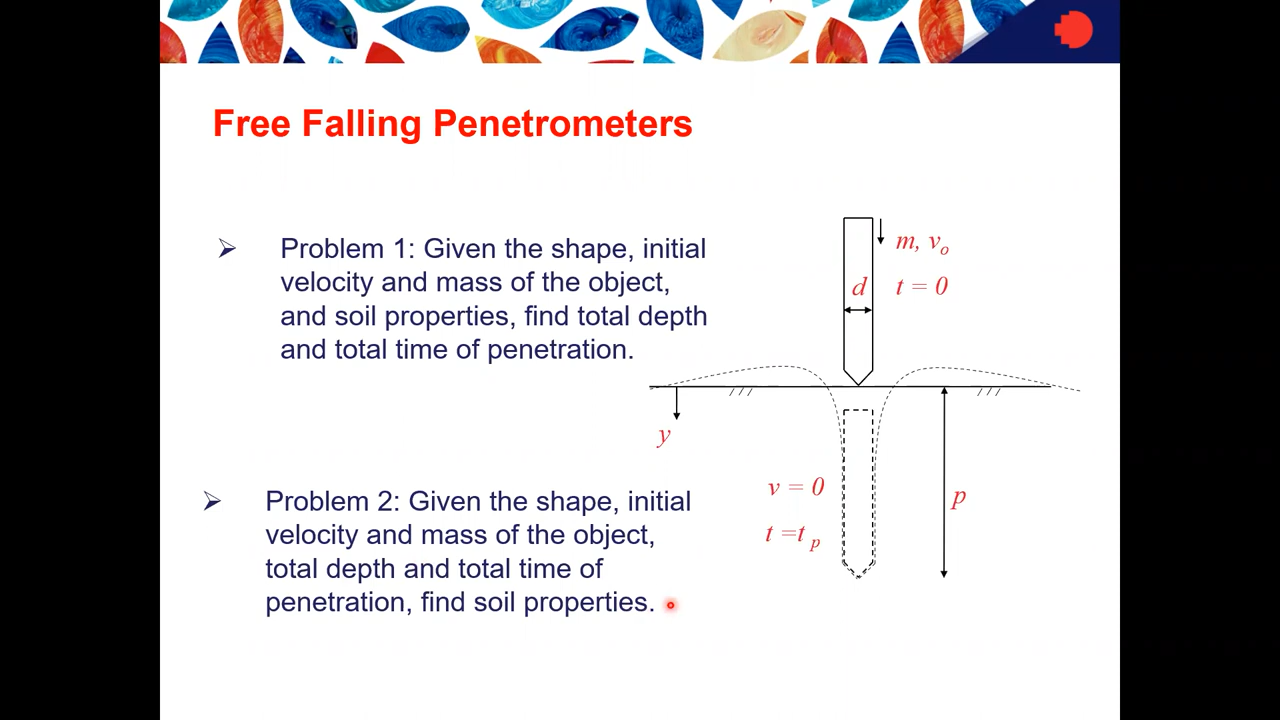 Free Falling Penetrometers
➢ Problem 1: Given the shape, initial
velocity and mass of the object,
and soil properties, find total depth
and total time of penetration.
➢ Problem 2: Given the shape, initial
velocity and mass of the object,
total depth and total time of
penetration, find soil properties.
m, vₒ
d
t = 0
y
v = 0
p
t =t p